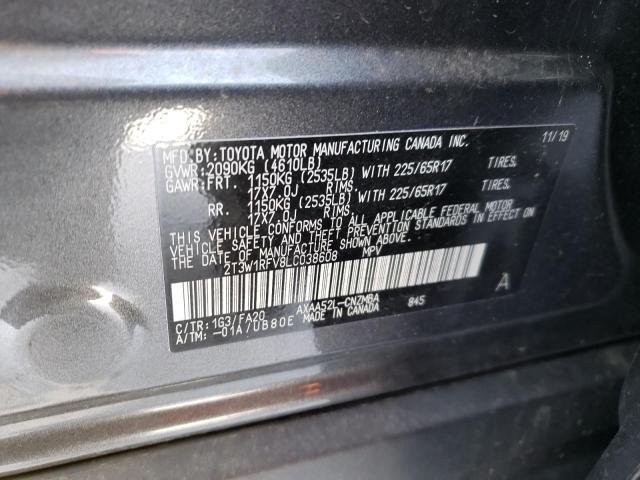 MFD. BY: TOYOTA MOTOR MANUFACTURING CANADA INC. 11/19
GVWR: 2090KG (4610LB)
GAWR: FRT. 1150KG (2535LB) WITH 225/65R17 TIRES.
17X7.0J RIMS.
RR. 1150KG (2535LB) WITH 225/65R17 TIRES.
17X7.0J RIMS.
THIS VEHICLE CONFORMS TO ALL APPLICABLE FEDERAL MOTOR
VEHICLE SAFETY AND THEFT PREVENTION STANDARDS IN EFFECT ON
THE DATE OF MANUFACTURE SHOWN ABOVE.
2T3W1RFV8LC038608 MPV
A
C/TR: 1G3/FA20 AXAA52L-CNZMBA 845
A/TM: -01A/UB80E MADE IN CANADA